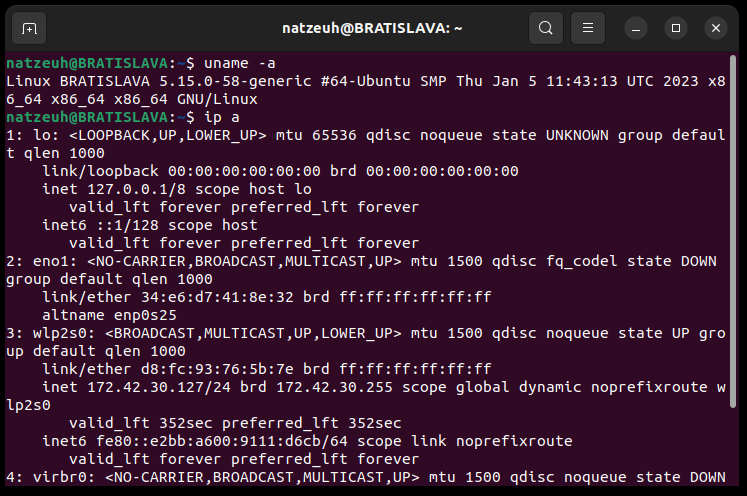 natzeuh@BRATISLAVA: ~
natzeuh@BRATISLAVA:~$ uname -a
Linux BRATISLAVA 5.15.0-58-generic #64-Ubuntu SMP Thu Jan 5 11:43:13 UTC 2023 x8
6_64 x86_64 x86_64 GNU/Linux
natzeuh@BRATISLAVA:~$ ip a
1: lo: <LOOPBACK,UP,LOWER_UP> mtu 65536 qdisc noqueue state UNKNOWN group defaul
t qlen 1000
    link/loopback 00:00:00:00:00:00 brd 00:00:00:00:00:00
    inet 127.0.0.1/8 scope host lo
       valid_lft forever preferred_lft forever
    inet6 ::1/128 scope host
       valid_lft forever preferred_lft forever
2: eno1: <NO-CARRIER,BROADCAST,MULTICAST,UP> mtu 1500 qdisc fq_codel state DOWN
group default qlen 1000
    link/ether 34:e6:d7:41:8e:32 brd ff:ff:ff:ff:ff:ff
    altname enp0s25
3: wlp2s0: <BROADCAST,MULTICAST,UP,LOWER_UP> mtu 1500 qdisc noqueue state UP gro
up default qlen 1000
    link/ether d8:fc:93:76:5b:7e brd ff:ff:ff:ff:ff:ff
    inet 172.42.30.127/24 brd 172.42.30.255 scope global dynamic noprefixroute w
lp2s0
       valid_lft 352sec preferred_lft 352sec
    inet6 fe80::e2bb:a600:9111:d6cb/64 scope link noprefixroute
       valid_lft forever preferred_lft forever
4: virbr0: <NO-CARRIER,BROADCAST,MULTICAST,UP> mtu 1500 qdisc noqueue state DOWN